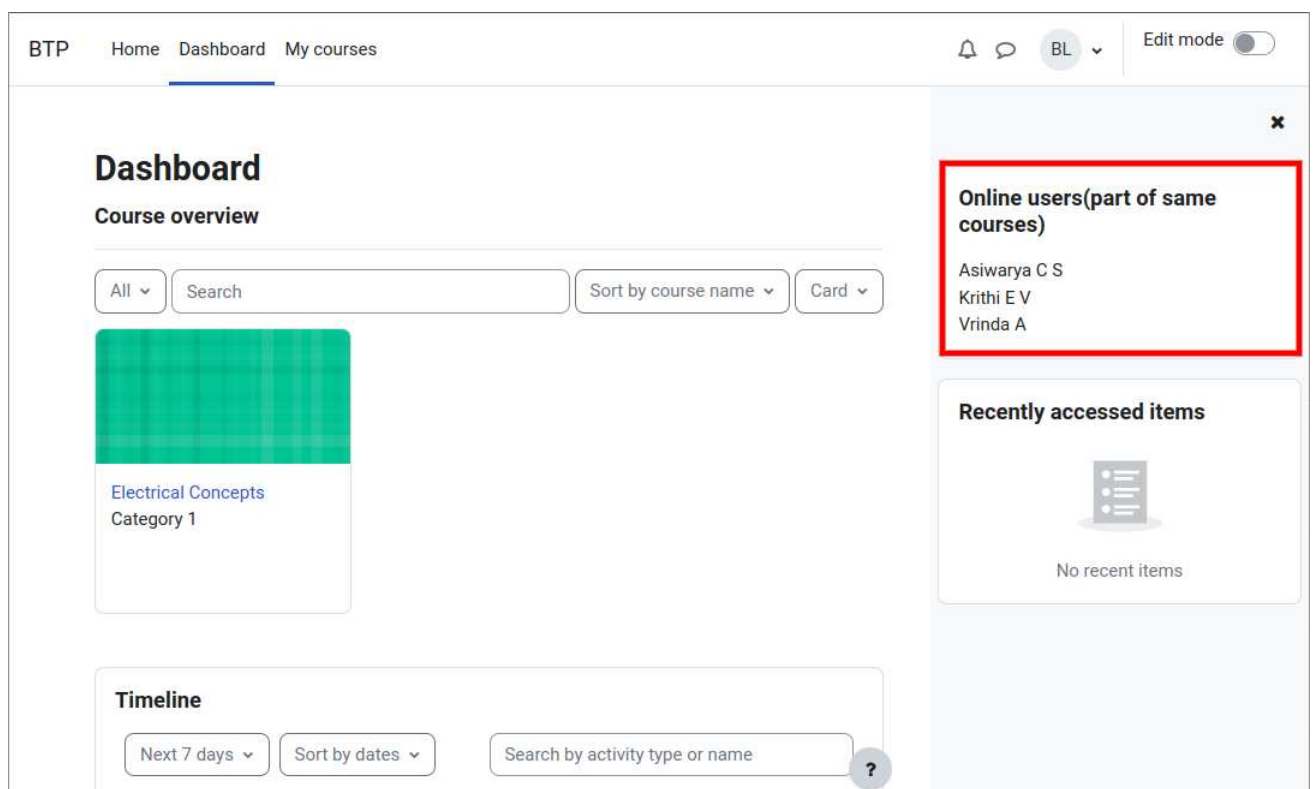 BTP Home Dashboard My courses BL Edit mode
Dashboard
Course overview
All Search Sort by course name Card
Electrical Concepts
Category 1
Timeline
Next 7 days Sort by dates Search by activity type or name
?
Online users(part of same
courses)
Asiwarya C S
Krithi E V
Vrinda A
Recently accessed items
No recent items